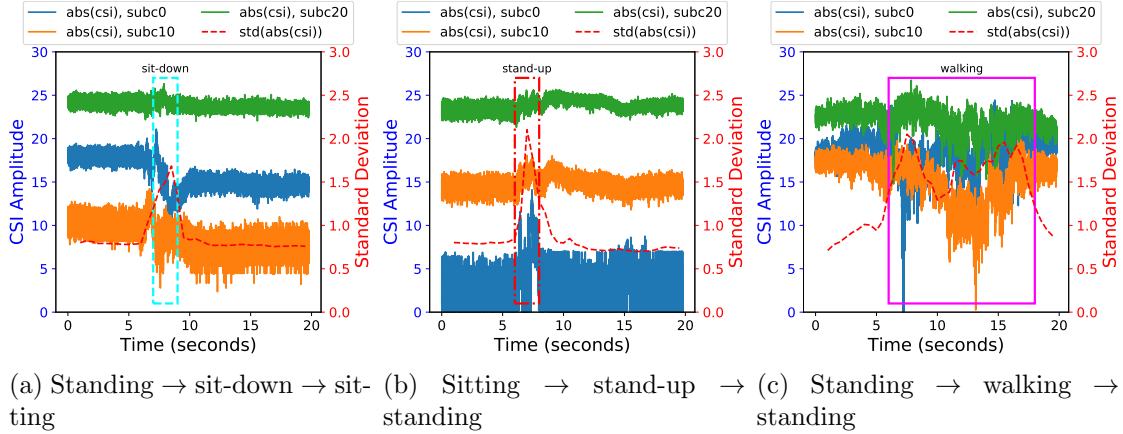 abs(csi), subc0 abs(csi), subc20
abs(csi), subc10 std(abs(csi))
30 3.0
sit-down
25 2.5
20 2.0
15 1.5
10 1.0
5 0.5
0 0.0
CSI Amplitude
Standard Deviation
0 5 10 15 20
Time (seconds)
(a) Standing → sit-down → sit-
ting
abs(csi), subc0 abs(csi), subc20
abs(csi), subc10 std(abs(csi))
30 3.0
stand-up
25 2.5
20 2.0
15 1.5
10 1.0
5 0.5
0 0.0
CSI Amplitude
Standard Deviation
0 5 10 15 20
Time (seconds)
(b) Sitting → stand-up →
standing
abs(csi), subc0 abs(csi), subc20
abs(csi), subc10 std(abs(csi))
30 3.0
walking
25 2.5
20 2.0
15 1.5
10 1.0
5 0.5
0 0.0
CSI Amplitude
Standard Deviation
0 5 10 15 20
Time (seconds)
(c) Standing → walking →
standing